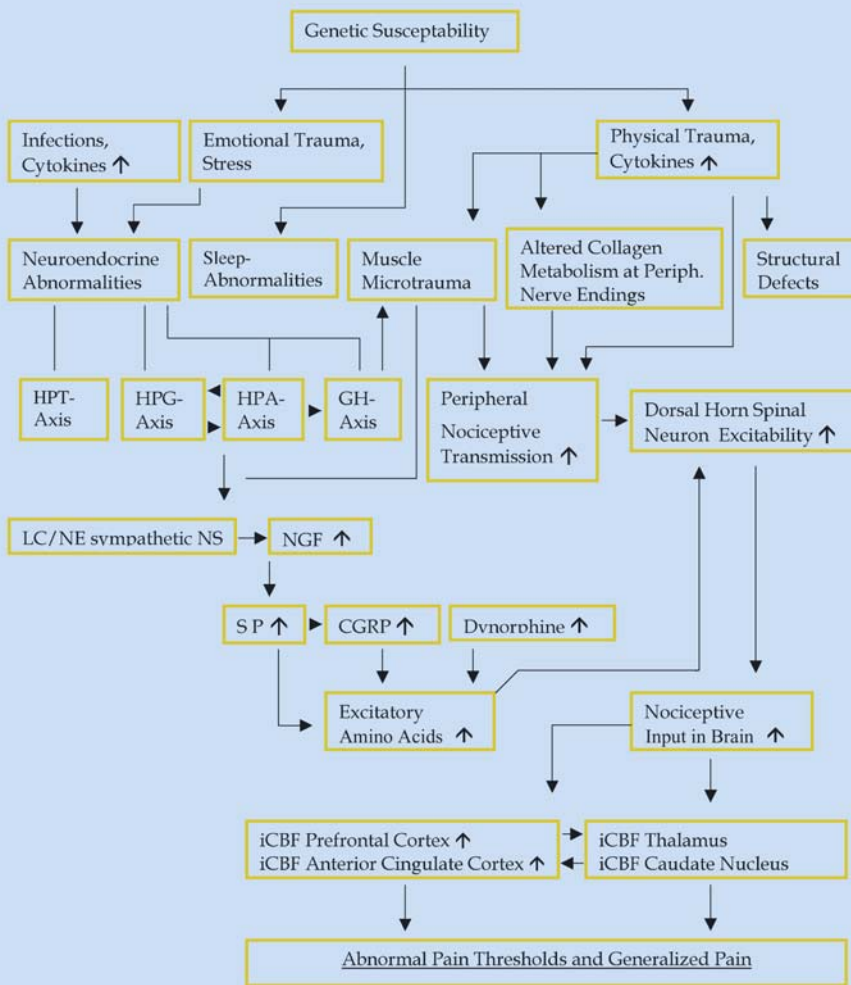 Genetic Susceptability
Infections,
Cytokines ↑
Emotional Trauma,
Stress
Physical Trauma,
Cytokines ↑
Neuroendocrine
Abnormalities
Sleep-
Abnormalities
Muscle
Microtrauma
Altered Collagen
Metabolism at Periph.
Nerve Endings
Structural
Defects
HPT-
Axis
HPG-
Axis
HPA-
Axis
GH-
Axis
Peripheral
Nociceptive
Transmission ↑
Dorsal Horn Spinal
Neuron Excitability ↑
LC/NE sympathetic NS
NGF ↑
S P ↑
CGRP ↑
Dynorphine ↑
Excitatory
Amino Acids ↑
Nociceptive
Input in Brain ↑
iCBF Prefrontal Cortex ↑
iCBF Anterior Cingulate Cortex ↑
iCBF Thalamus
iCBF Caudate Nucleus
Abnormal Pain Thresholds and Generalized Pain